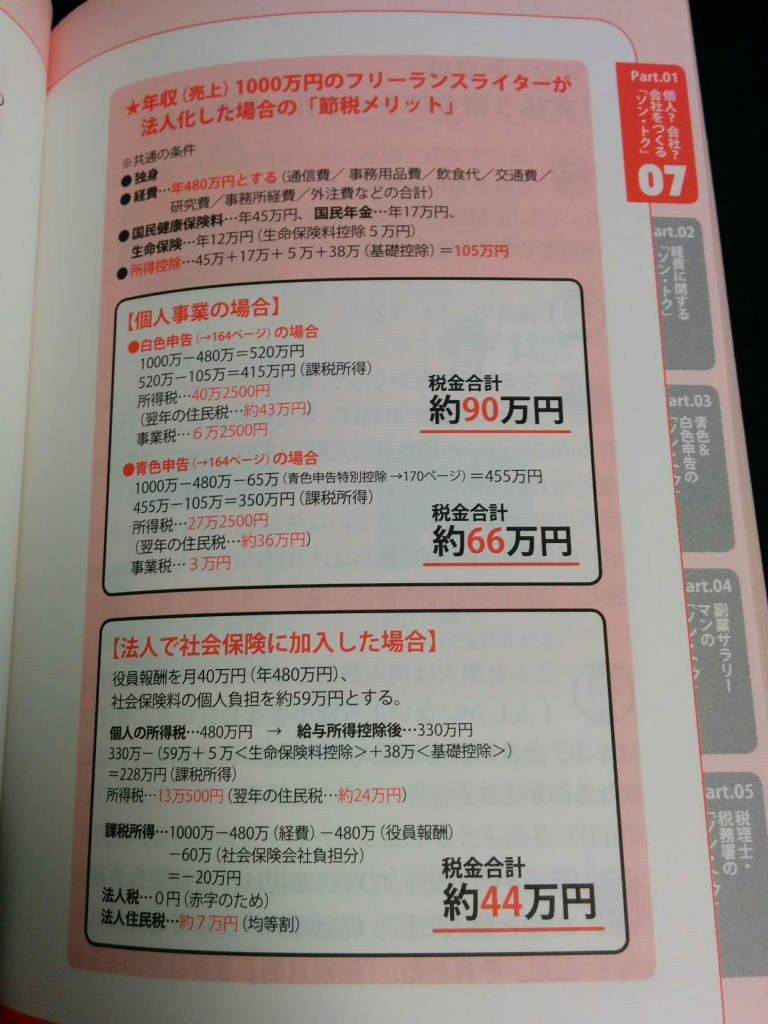 ★年収（売上）1000万円のフリーランスライターが
法人化した場合の「節税メリット」
※共通の条件
●独身
●経費…年480万円とする（通信費／事務用品費／飲食代／交通費／
研究費／事務所経費／外注費などの合計）
●国民健康保険料…年45万円、国民年金…年17万円、
生命保険…年12万円（生命保険料控除５万円）
●所得控除…45万＋17万＋５万＋38万（基礎控除）＝105万円
【個人事業の場合】
●白色申告（→164ページ）の場合
1000万－480万＝520万円
520万－105万＝415万円（課税所得）
所得税…40万2500円
（翌年の住民税…約43万円）
事業税…６万2500円
税金合計
約90万円
●青色申告（→164ページ）の場合
1000万－480万－65万（青色申告特別控除→170ページ）＝455万円
455万－105万＝350万円（課税所得）
所得税…27万2500円
（翌年の住民税…約36万円）
事業税…３万円
税金合計
約66万円
【法人で社会保険に加入した場合】
役員報酬を月40万円（年480万円）、
社会保険料の個人負担を約59万円とする。
個人の所得税…480万円　→　給与所得控除後…330万円
330万－（59万＋５万＜生命保険料控除＞＋38万＜基礎控除＞）
＝228万円（課税所得）
所得税…13万500円（翌年の住民税…約24万円）
課税所得…1000万－480万（経費）－480万（役員報酬）
－60万（社会保険会社負担分）
＝－20万円
法人税…０円（赤字のため）
法人住民税…約７万円（均等割）
税金合計
約44万円
Part.01
個人？会社？
会社をつくる
「ソン・トク」
07
art.02
経費に関する
「ソン・トク」
art.03
青色＆
白色申告の
「ソン・トク」
art.04
副業サラリー
マンの
「ソン・トク」
art.05
税理士・
税務署の
「ソン・トク」